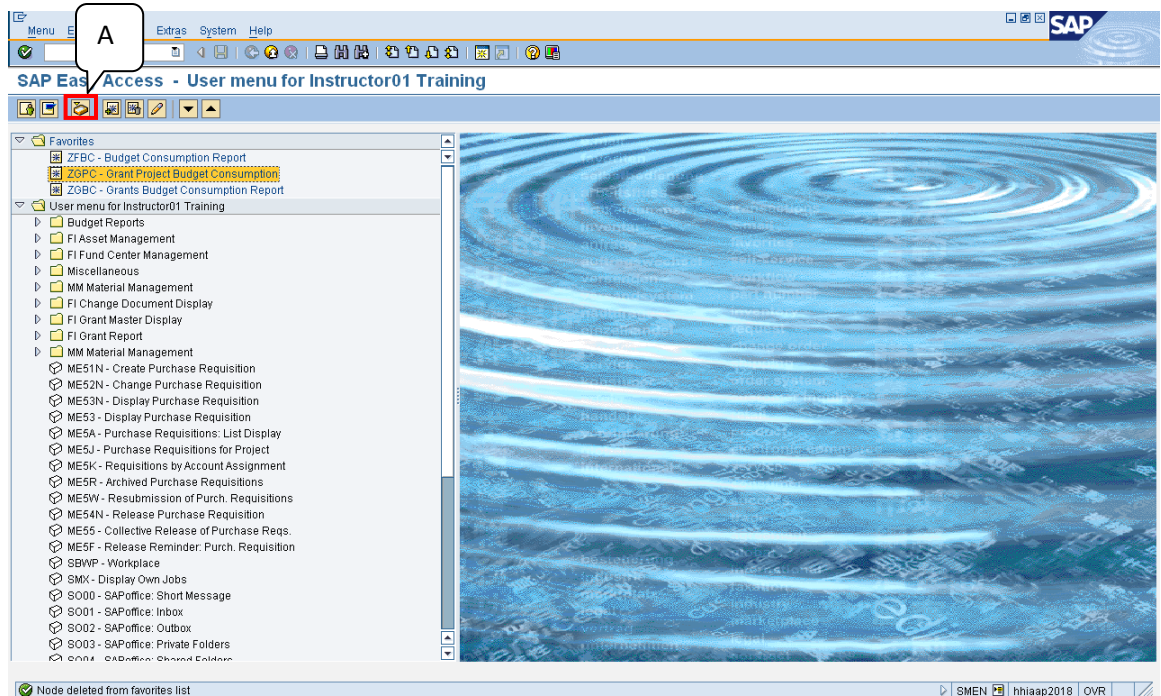 Menu E Extras System Help
SAP
A
SAP Easy Access - User menu for Instructor01 Training
Favorites
ZFBC - Budget Consumption Report
ZGPC - Grant Project Budget Consumption
ZGBC - Grants Budget Consumption Report
User menu for Instructor01 Training
Budget Reports
FI Asset Management
FI Fund Center Management
Miscellaneous
MM Material Management
FI Change Document Display
FI Grant Master Display
FI Grant Report
MM Material Management
ME51N - Create Purchase Requisition
ME52N - Change Purchase Requisition
ME53N - Display Purchase Requisition
ME53 - Display Purchase Requisition
ME5A - Purchase Requisitions: List Display
ME5J - Purchase Requisitions for Project
ME5K - Requisitions by Account Assignment
ME5R - Archived Purchase Requisitions
ME5W - Resubmission of Purch. Requisitions
ME54N - Release Purchase Requisition
ME55 - Collective Release of Purchase Reqs.
ME5F - Release Reminder: Purch. Requisition
SBWP - Workplace
SMX - Display Own Jobs
SO00 - SAPoffice: Short Message
SO01 - SAPoffice: Inbox
SO02 - SAPoffice: Outbox
SO03 - SAPoffice: Private Folders
SO04 - SAPoffice: Shared Folders
Node deleted from favorites list
SMEN hhiaap2018 OVR